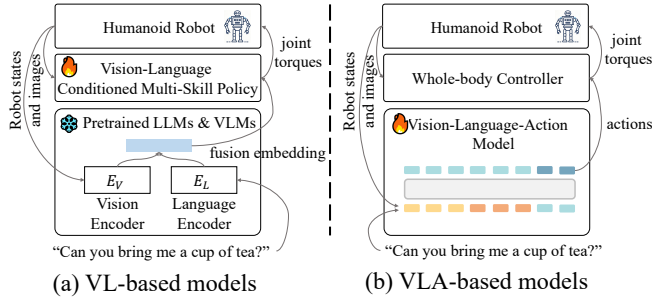 Humanoid Robot
Robot states
and images
joint
torques
Vision-Language
Conditioned Multi-Skill Policy
Pretrained LLMs & VLMs
fusion embedding
E_V
E_L
Vision
Encoder
Language
Encoder
“Can you bring me a cup of tea?”
(a) VL-based models
Humanoid Robot
Robot states
and images
joint
torques
Whole-body Controller
actions
Vision-Language-Action
Model
“Can you bring me a cup of tea?”
(b) VLA-based models